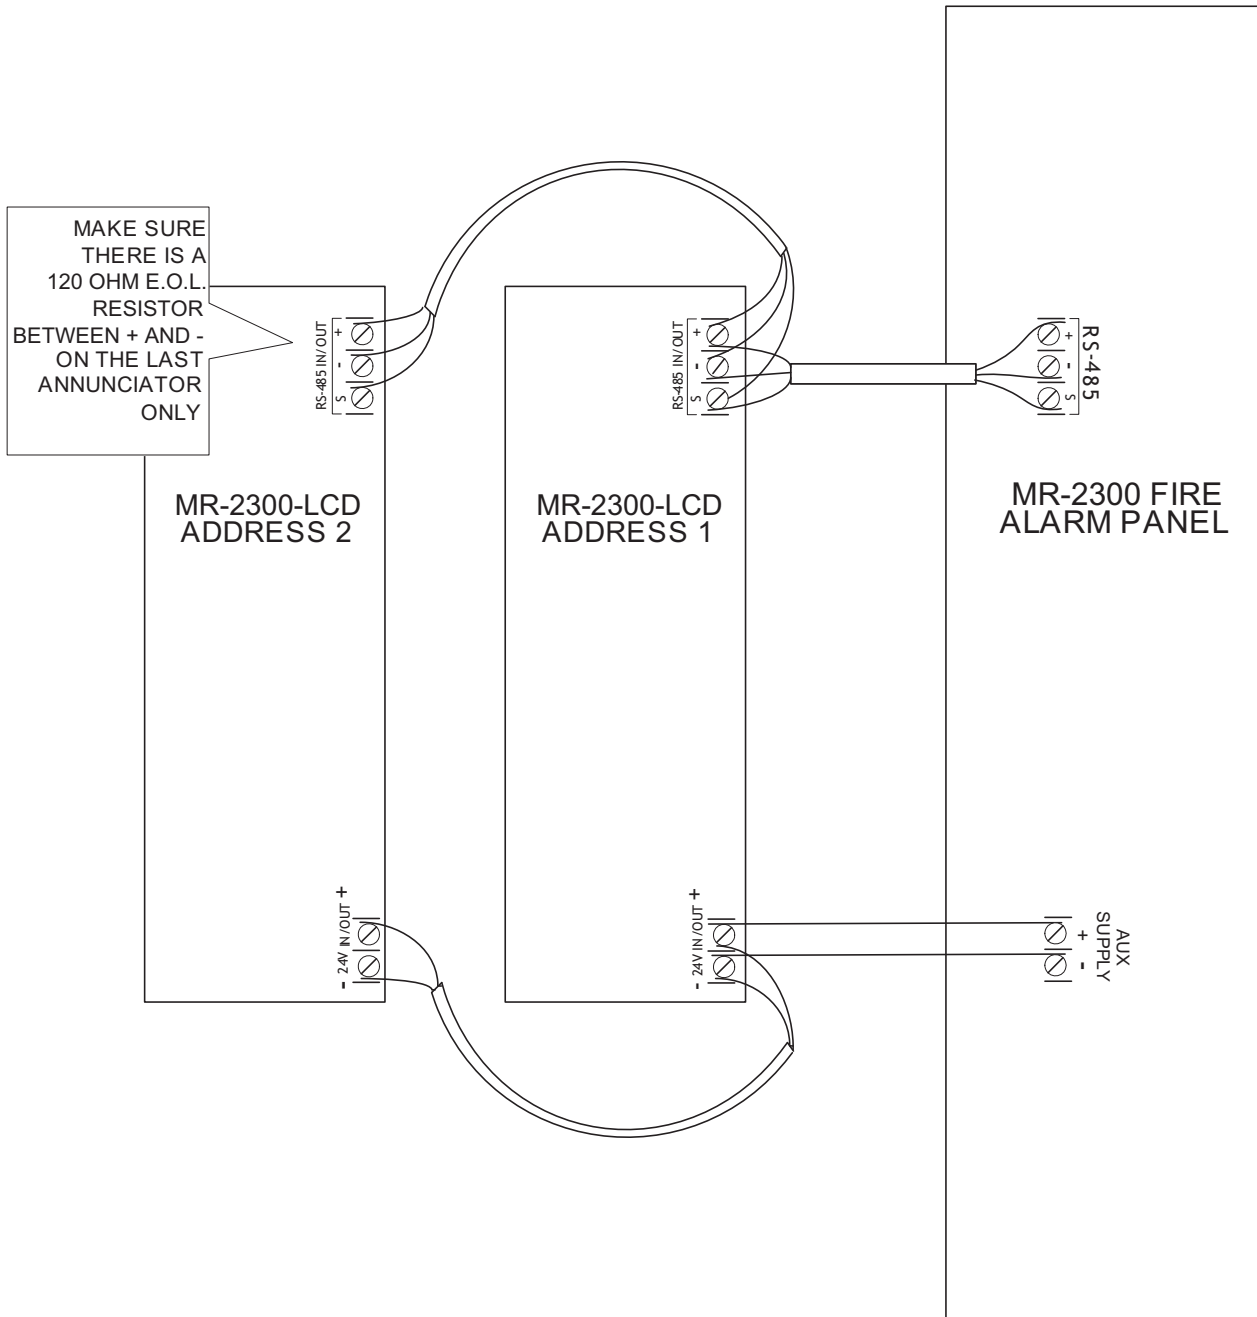 MAKE SURE
THERE IS A
120 OHM E.O.L.
RESISTOR
BETWEEN + AND -
ON THE LAST
ANNUNCIATOR
ONLY
RS-485 IN/OUT
+
-
S
MR-2300-LCD
ADDRESS 2
- 24V IN/OUT +
RS-485 IN/OUT
+
-
S
MR-2300-LCD
ADDRESS 1
- 24V IN/OUT +
RS-485
+
-
S
MR-2300 FIRE
ALARM PANEL
AUX
SUPPLY
+
-